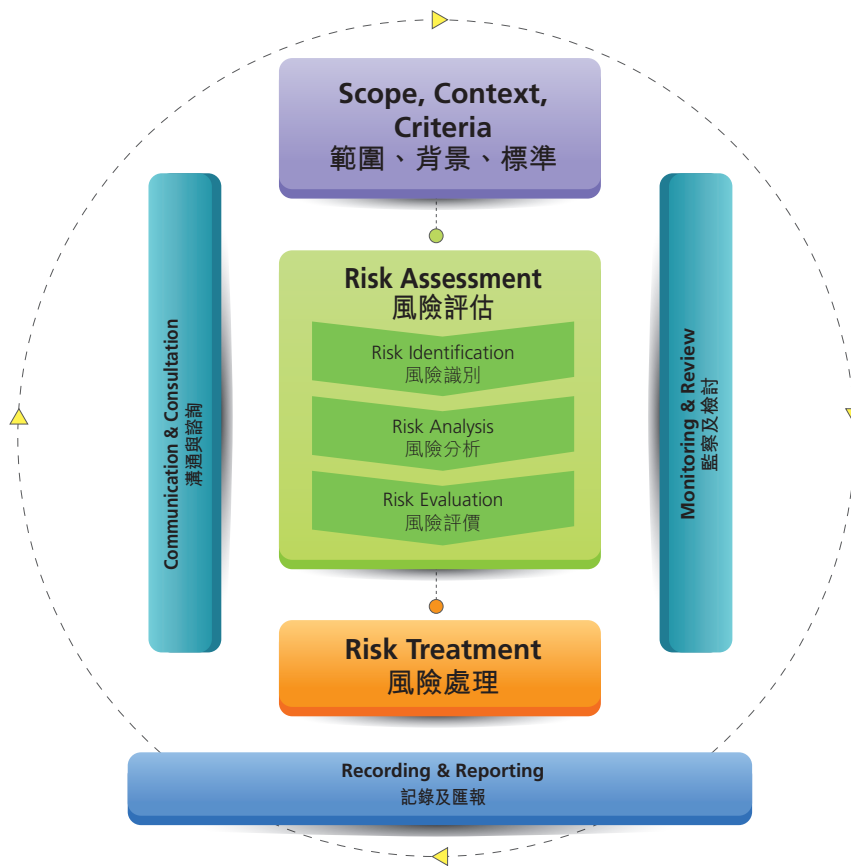 Scope, Context,
Criteria
範圍、背景、標準
Communication & Consultation
溝通與諮詢
Risk Assessment
風險評估
Risk Identification
風險識別
Risk Analysis
風險分析
Risk Evaluation
風險評價
Monitoring & Review
監察及檢討
Risk Treatment
風險處理
Recording & Reporting
記錄及匯報